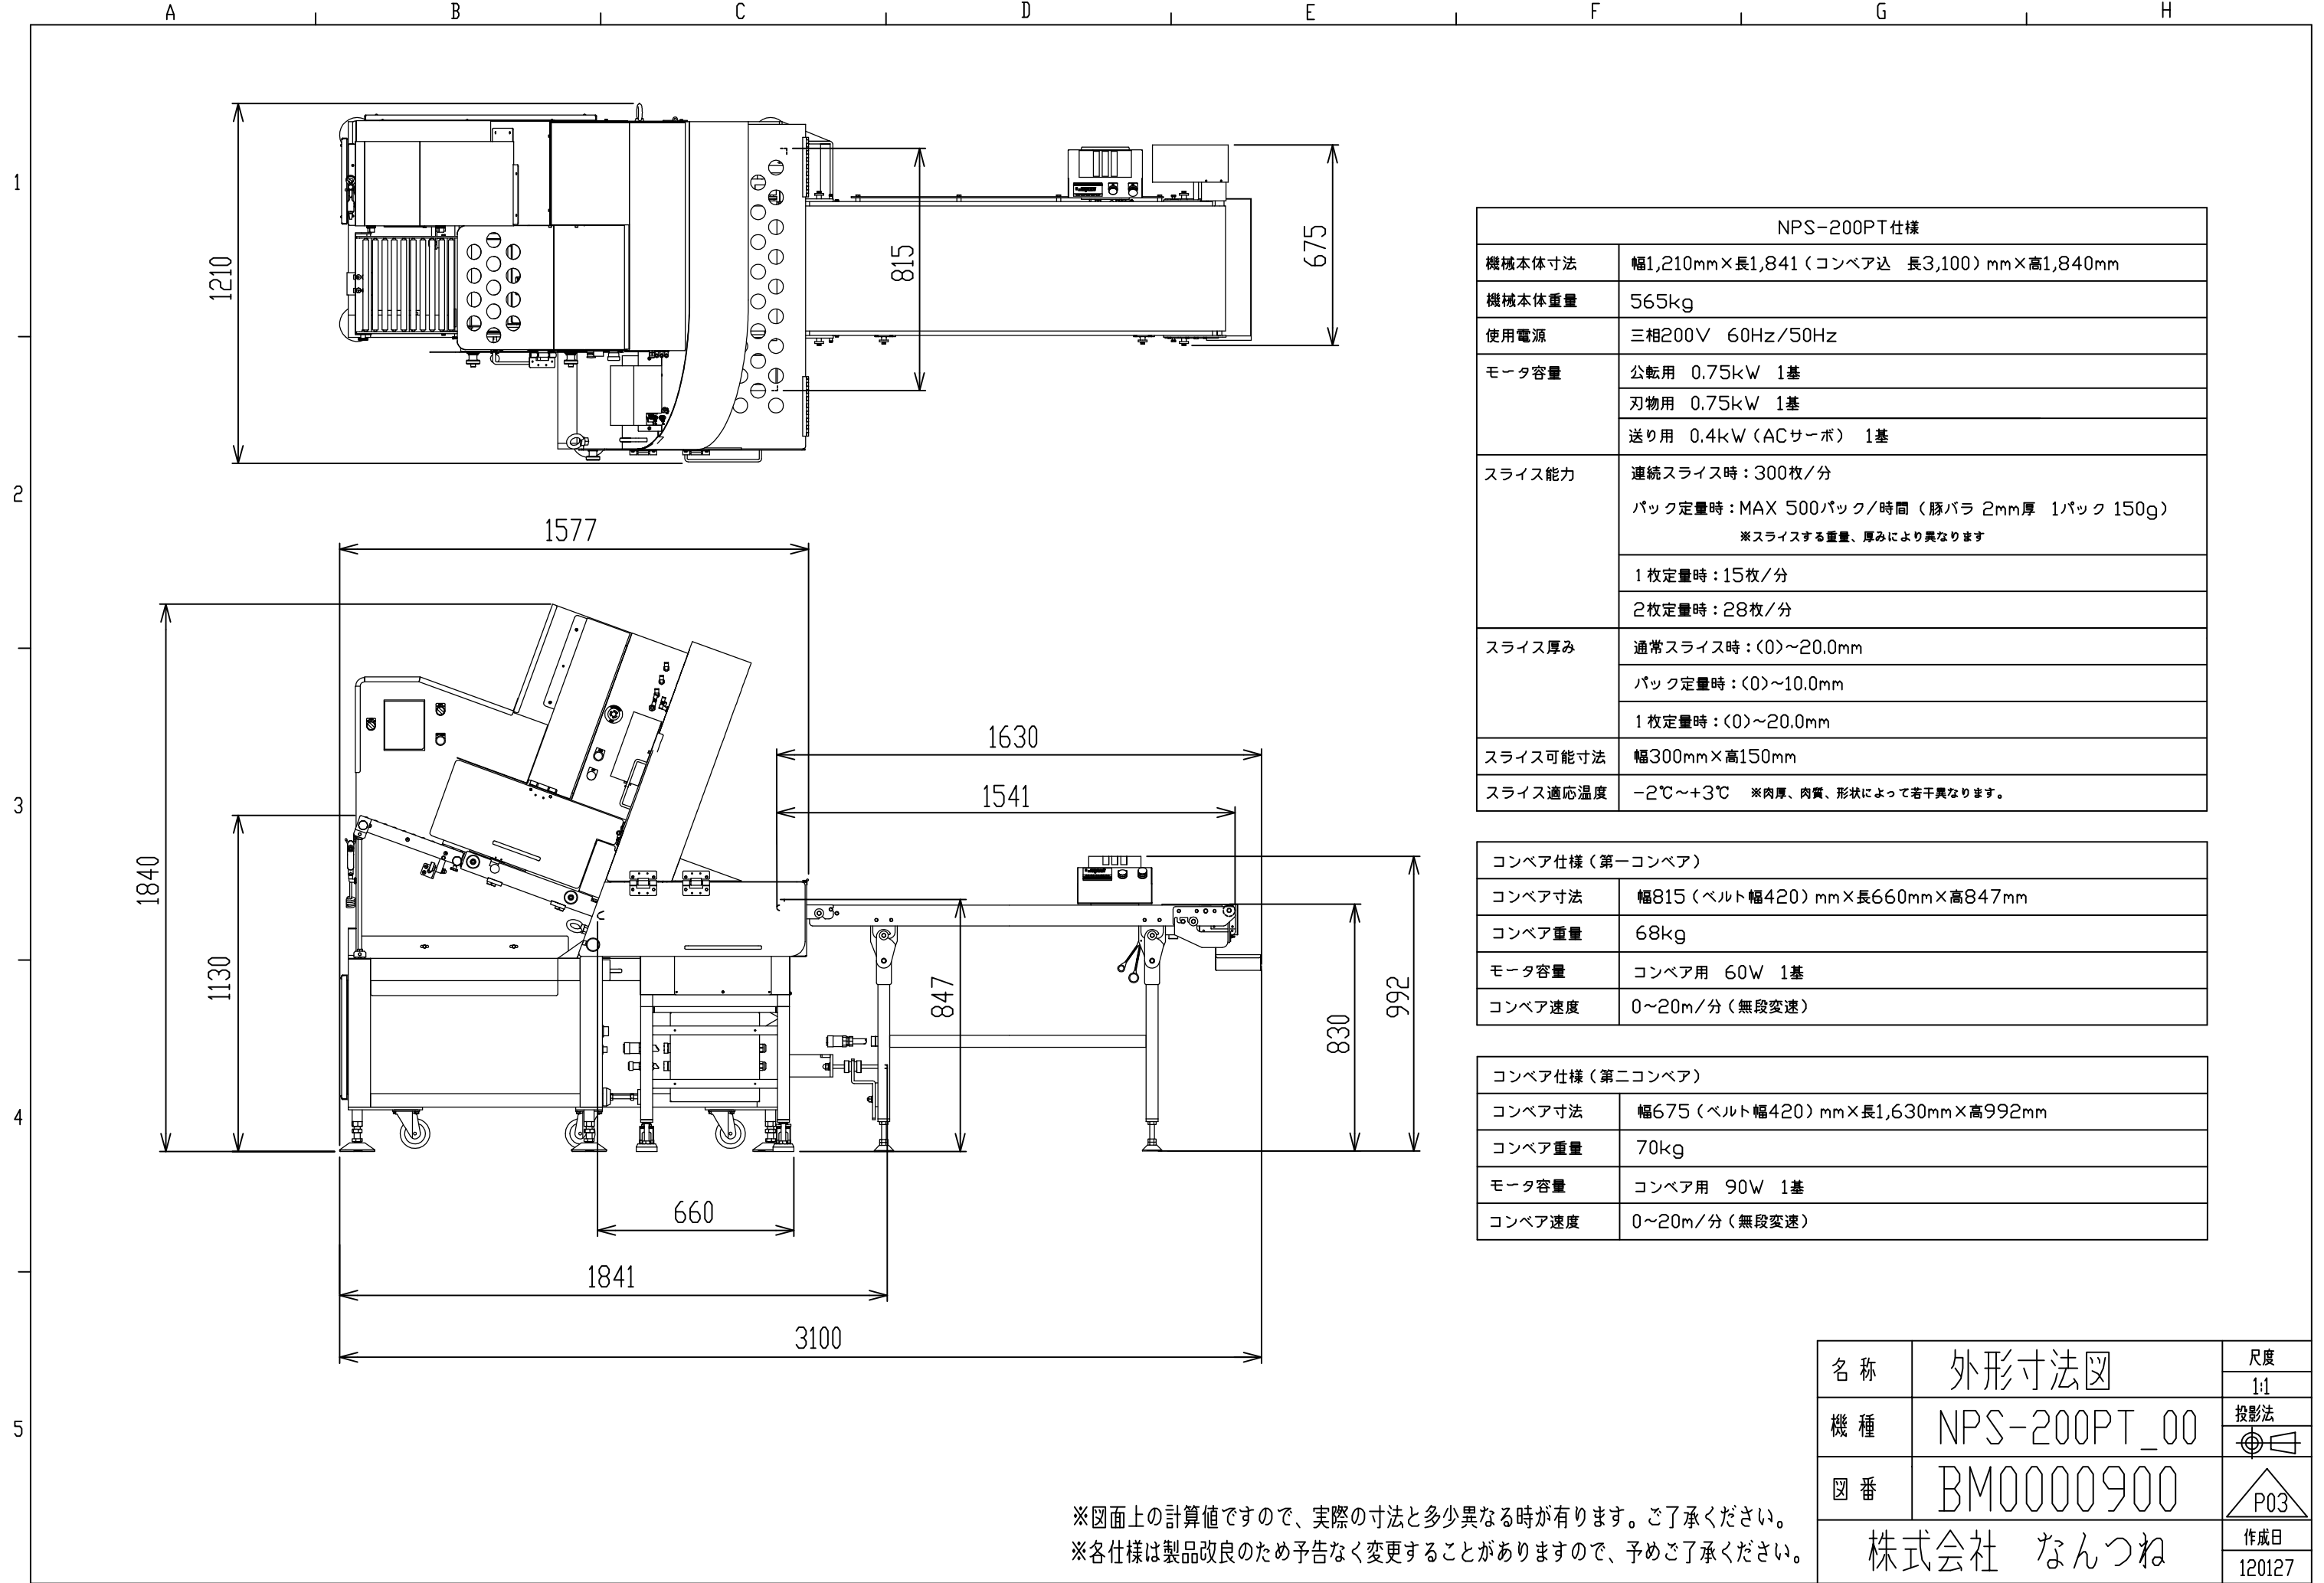 A B C D E F G H
1
2
3
4
5
1210
815
675
1577
1840
1130
1630
1541
847
830
992
660
1841
3100
NPS-200PT仕様
機械本体寸法 幅1,210mm×長1,841(コンベア込 長3,100)mm×高1,840mm
機械本体重量 565kg
使用電源 三相200V 60Hz/50Hz
モータ容量 公転用 0.75kW 1基
刃物用 0.75kW 1基
送り用 0.4kW(ACサーボ) 1基
スライス能力 連続スライス時:300枚/分
パック定量時:MAX 500パック/時間(豚バラ 2mm厚 1パック 150g)
※スライスする重量、厚みにより異なります
1枚定量時:15枚/分
2枚定量時:28枚/分
スライス厚み 通常スライス時:(0)~20.0mm
パック定量時:(0)~10.0mm
1枚定量時:(0)~20.0mm
スライス可能寸法 幅300mm×高150mm
スライス適応温度 -2℃~+3℃ ※肉厚、肉質、形状によって若干異なります。
コンベア仕様(第一コンベア)
コンベア寸法 幅815(ベルト幅420)mm×長660mm×高847mm
コンベア重量 68kg
モータ容量 コンベア用 60W 1基
コンベア速度 0~20m/分(無段変速)
コンベア仕様(第二コンベア)
コンベア寸法 幅675(ベルト幅420)mm×長1,630mm×高992mm
コンベア重量 70kg
モータ容量 コンベア用 90W 1基
コンベア速度 0~20m/分(無段変速)
※図面上の計算値ですので、実際の寸法と多少異なる時が有ります。ご了承ください。
※各仕様は製品改良のため予告なく変更することがありますので、予めご了承ください。
名称 外形寸法図
尺度
1:1
機種 NPS-200PT_00
投影法
図番 BM0000900
P03
株式会社 なんつね
作成日
120127